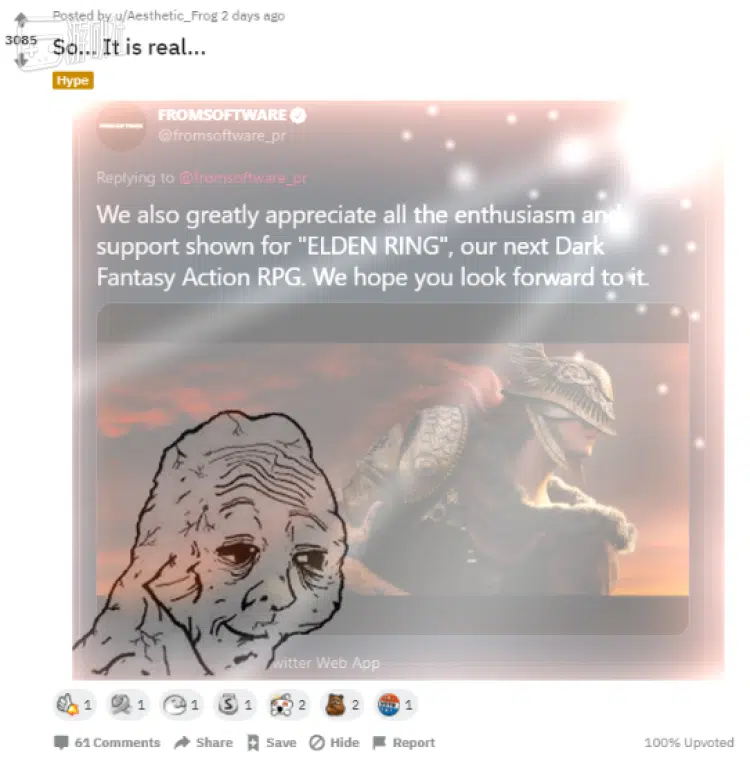 Posted by u/Aesthetic_Frog 2 days ago
3085
So... It is real...
Hype
FROMSOFTWARE
@fromsoftware_pr
Replying to @fromsoftware_pr
We also greatly appreciate all the enthusiasm and
support shown for "ELDEN RING", our next Dark
Fantasy Action RPG. We hope you look forward to it.
witter Web App
1 1 1 1 2 2 1
61 Comments Share Save Hide Report 100% Upvoted